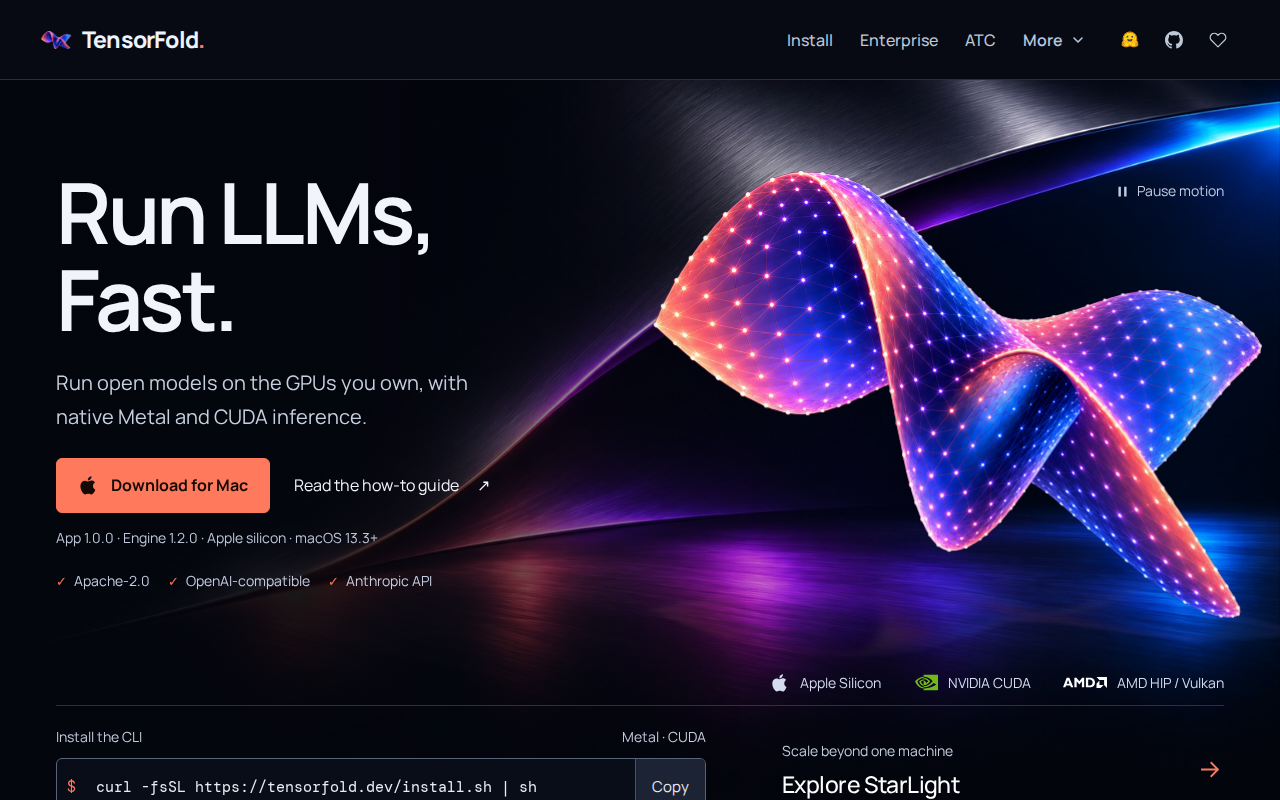 TensorFold.
Install
Enterprise
ATC
More
Pause motion
Run LLMs,
Fast.
Run open models on the GPUs you own, with
native Metal and CUDA inference.
Download for Mac
Read the how-to guide ↗
App 1.0.0 · Engine 1.2.0 · Apple silicon · macOS 13.3+
✓ Apache-2.0 ✓ OpenAI-compatible ✓ Anthropic API
Apple Silicon
NVIDIA CUDA
AMD AMD HIP / Vulkan
Install the CLI
Metal · CUDA
$ curl -fsSL https://tensorfold.dev/install.sh | sh
Copy
Scale beyond one machine
Explore StarLight →